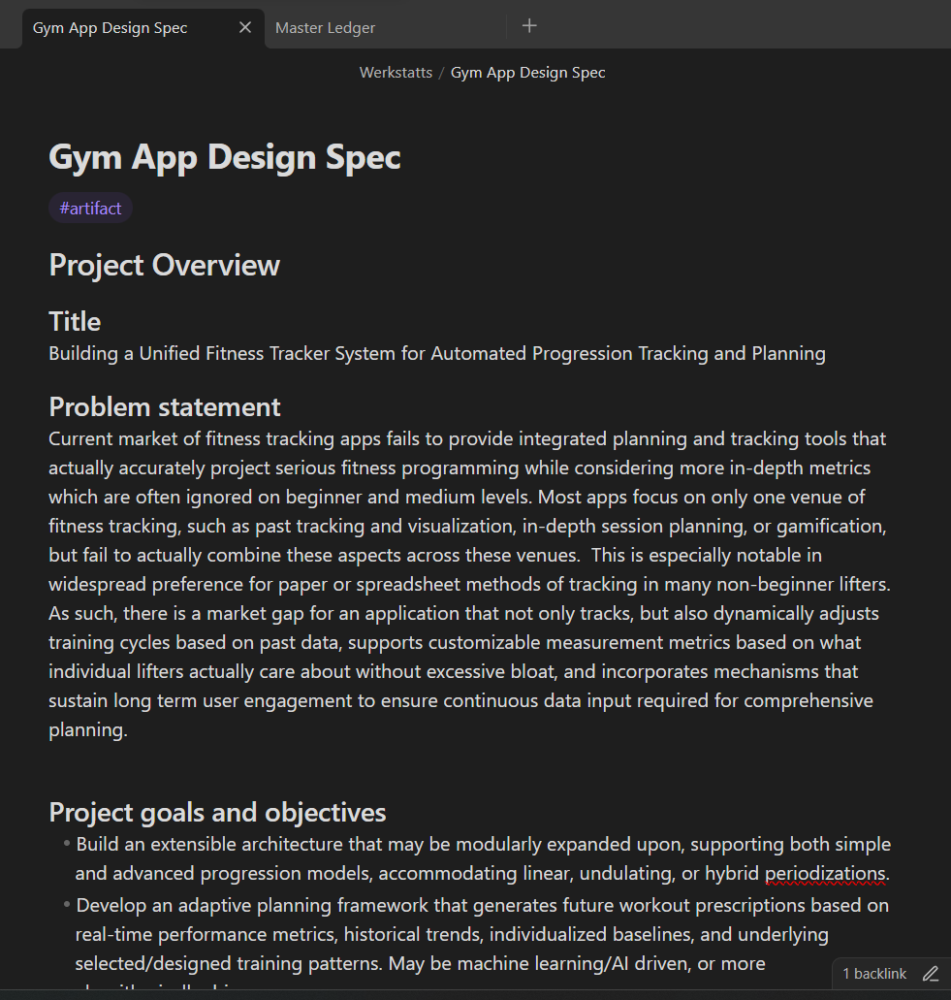 Gym App Design Spec
Master Ledger
Werkstatts / Gym App Design Spec
Gym App Design Spec
#artifact
Project Overview
Title
Building a Unified Fitness Tracker System for Automated Progression Tracking and Planning
Problem statement
Current market of fitness tracking apps fails to provide integrated planning and tracking tools that
actually accurately project serious fitness programming while considering more in-depth metrics
which are often ignored on beginner and medium levels. Most apps focus on only one venue of
fitness tracking, such as past tracking and visualization, in-depth session planning, or gamification,
but fail to actually combine these aspects across these venues.  This is especially notable in
widespread preference for paper or spreadsheet methods of tracking in many non-beginner lifters.
As such, there is a market gap for an application that not only tracks, but also dynamically adjusts
training cycles based on past data, supports customizable measurement metrics based on what
individual lifters actually care about without excessive bloat, and incorporates mechanisms that
sustain long term user engagement to ensure continuous data input required for comprehensive
planning.
Project goals and objectives
• Build an extensible architecture that may be modularly expanded upon, supporting both simple
and advanced progression models, accommodating linear, undulating, or hybrid periodizations.
• Develop an adaptive planning framework that generates future workout prescriptions based on
real-time performance metrics, historical trends, individualized baselines, and underlying
selected/designed training patterns. May be machine learning/AI driven, or more
1 backlink